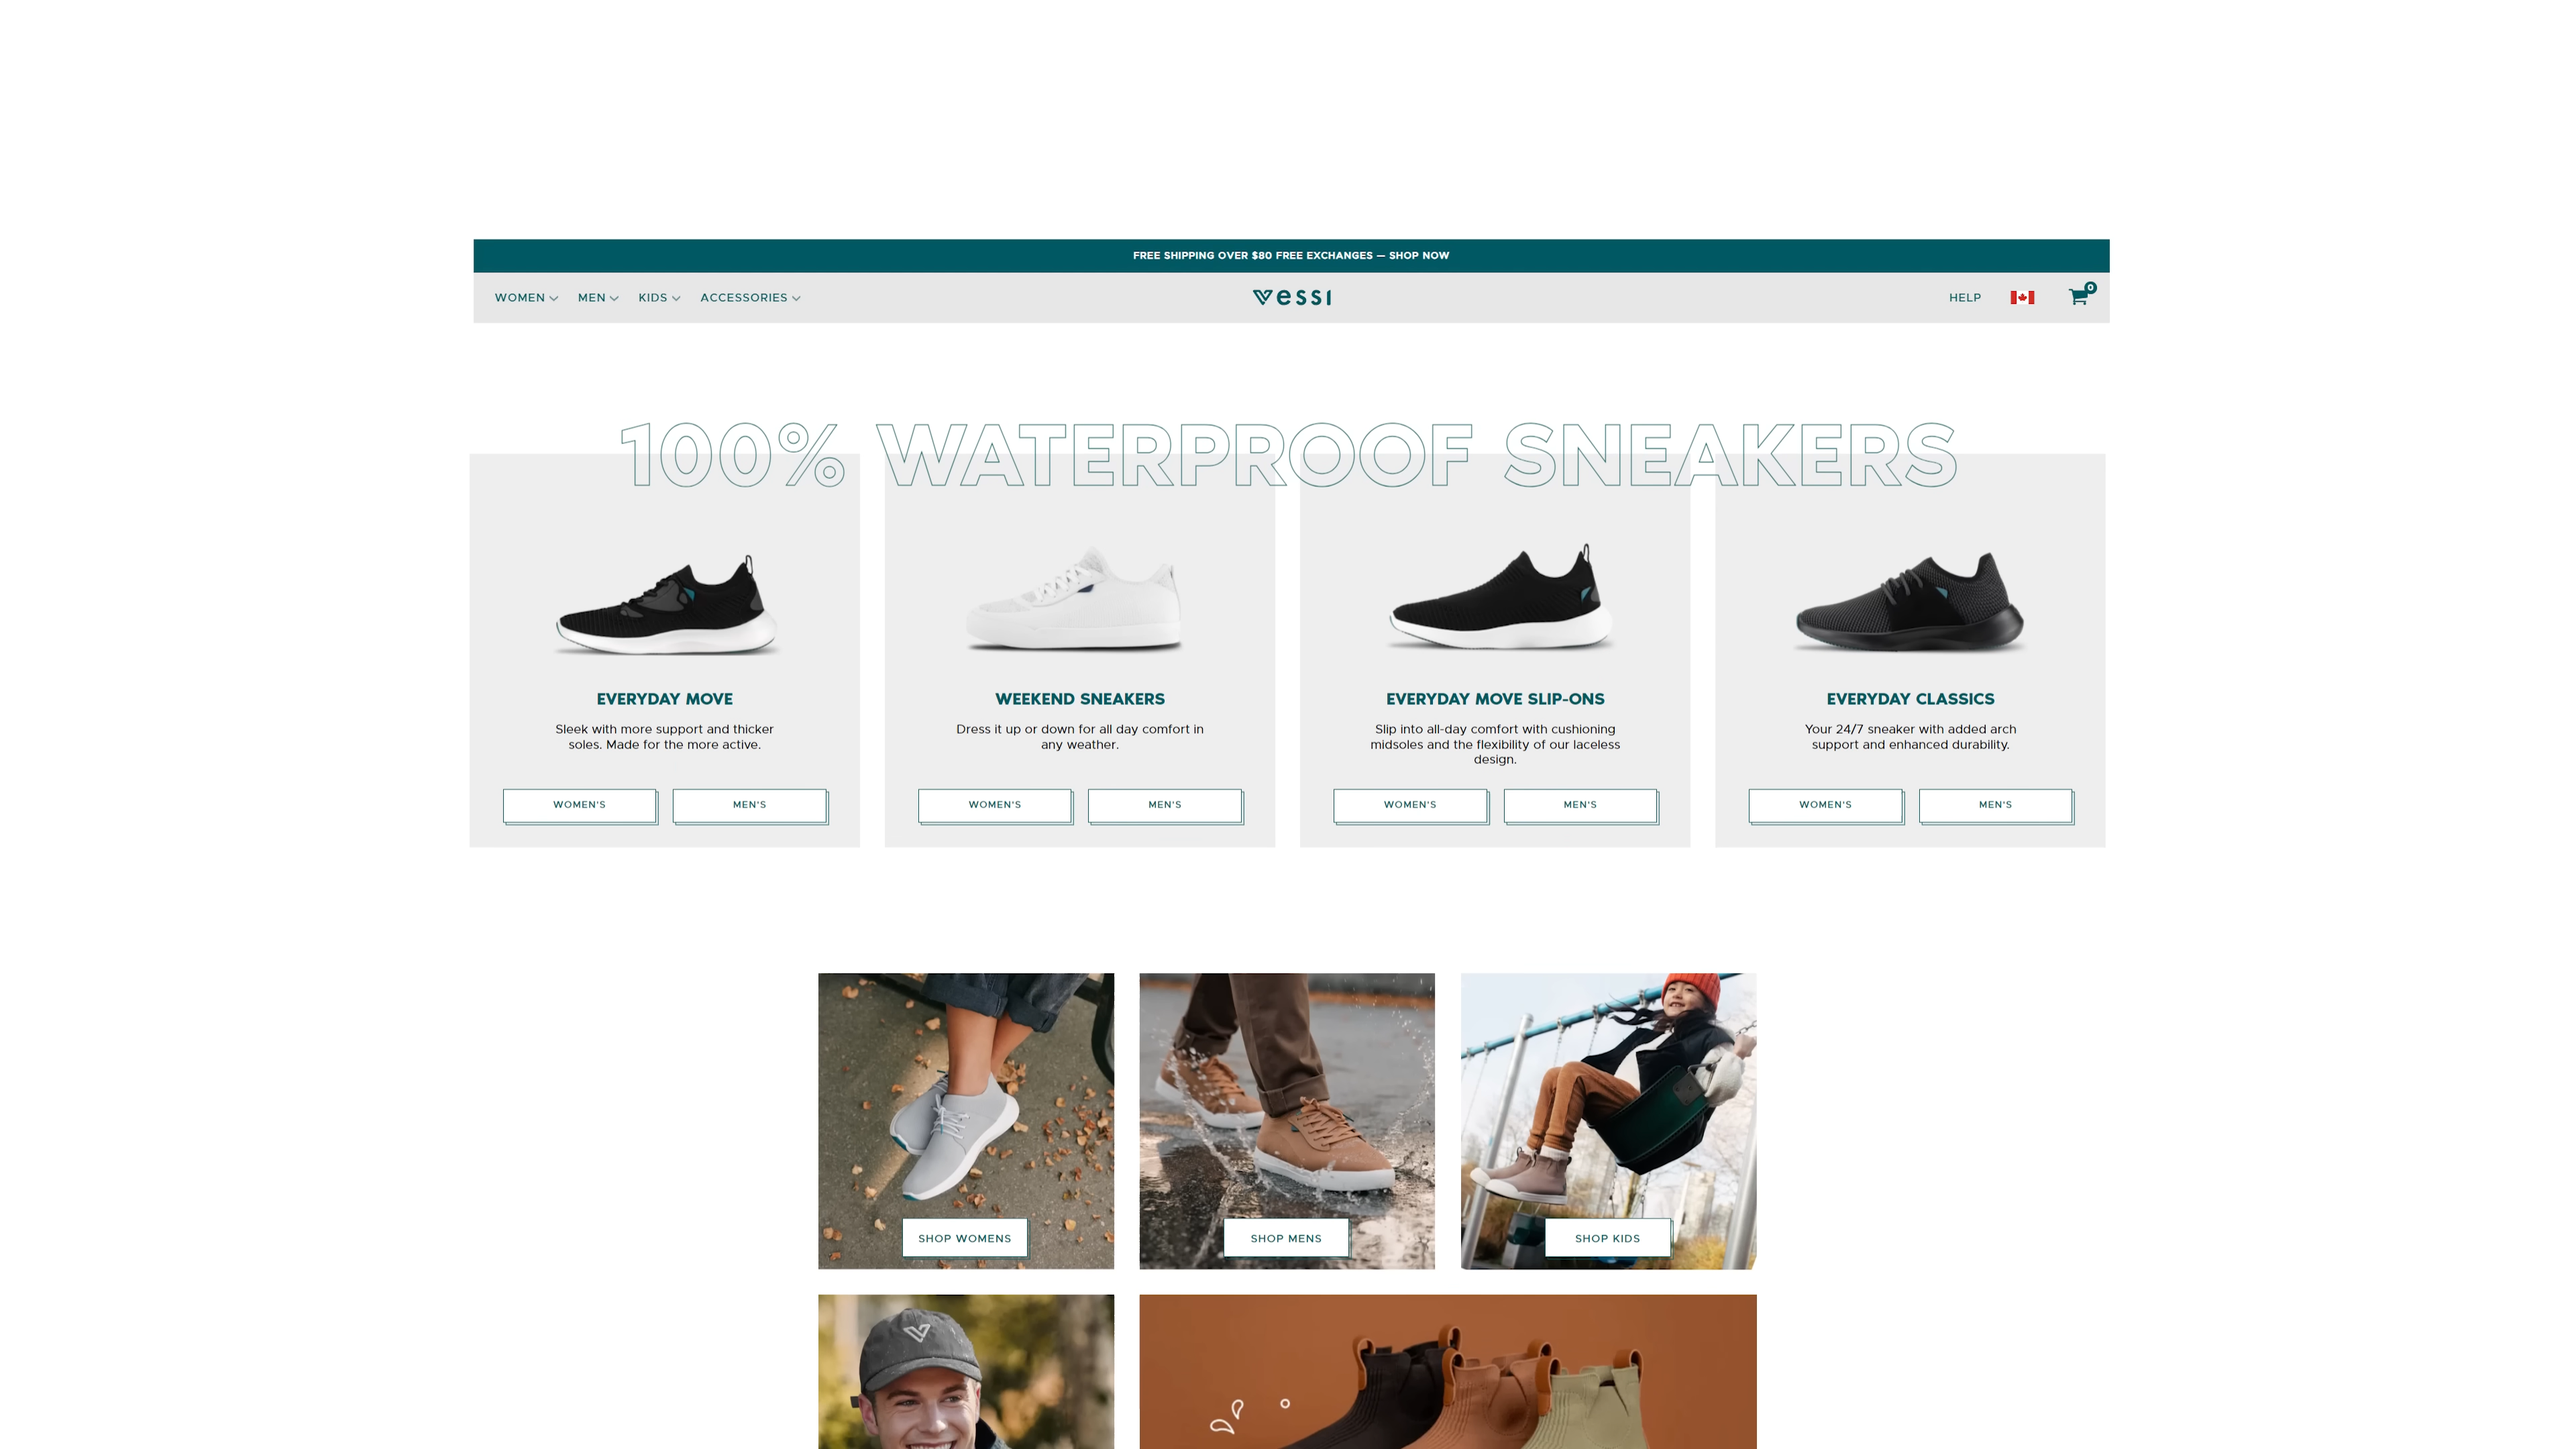 FREE SHIPPING OVER $80 FREE EXCHANGES — SHOP NOW
WOMEN MEN KIDS ACCESSORIES
vessi
HELP
0
100% WATERPROOF SNEAKERS
EVERYDAY MOVE
Sleek with more support and thicker
soles. Made for the more active.
WOMEN'S MEN'S
WEEKEND SNEAKERS
Dress it up or down for all day comfort in
any weather.
WOMEN'S MEN'S
EVERYDAY MOVE SLIP-ONS
Slip into all-day comfort with cushioning
midsoles and the flexibility of our laceless
design.
WOMEN'S MEN'S
EVERYDAY CLASSICS
Your 24/7 sneaker with added arch
support and enhanced durability.
WOMEN'S MEN'S
SHOP WOMENS
SHOP MENS
SHOP KIDS